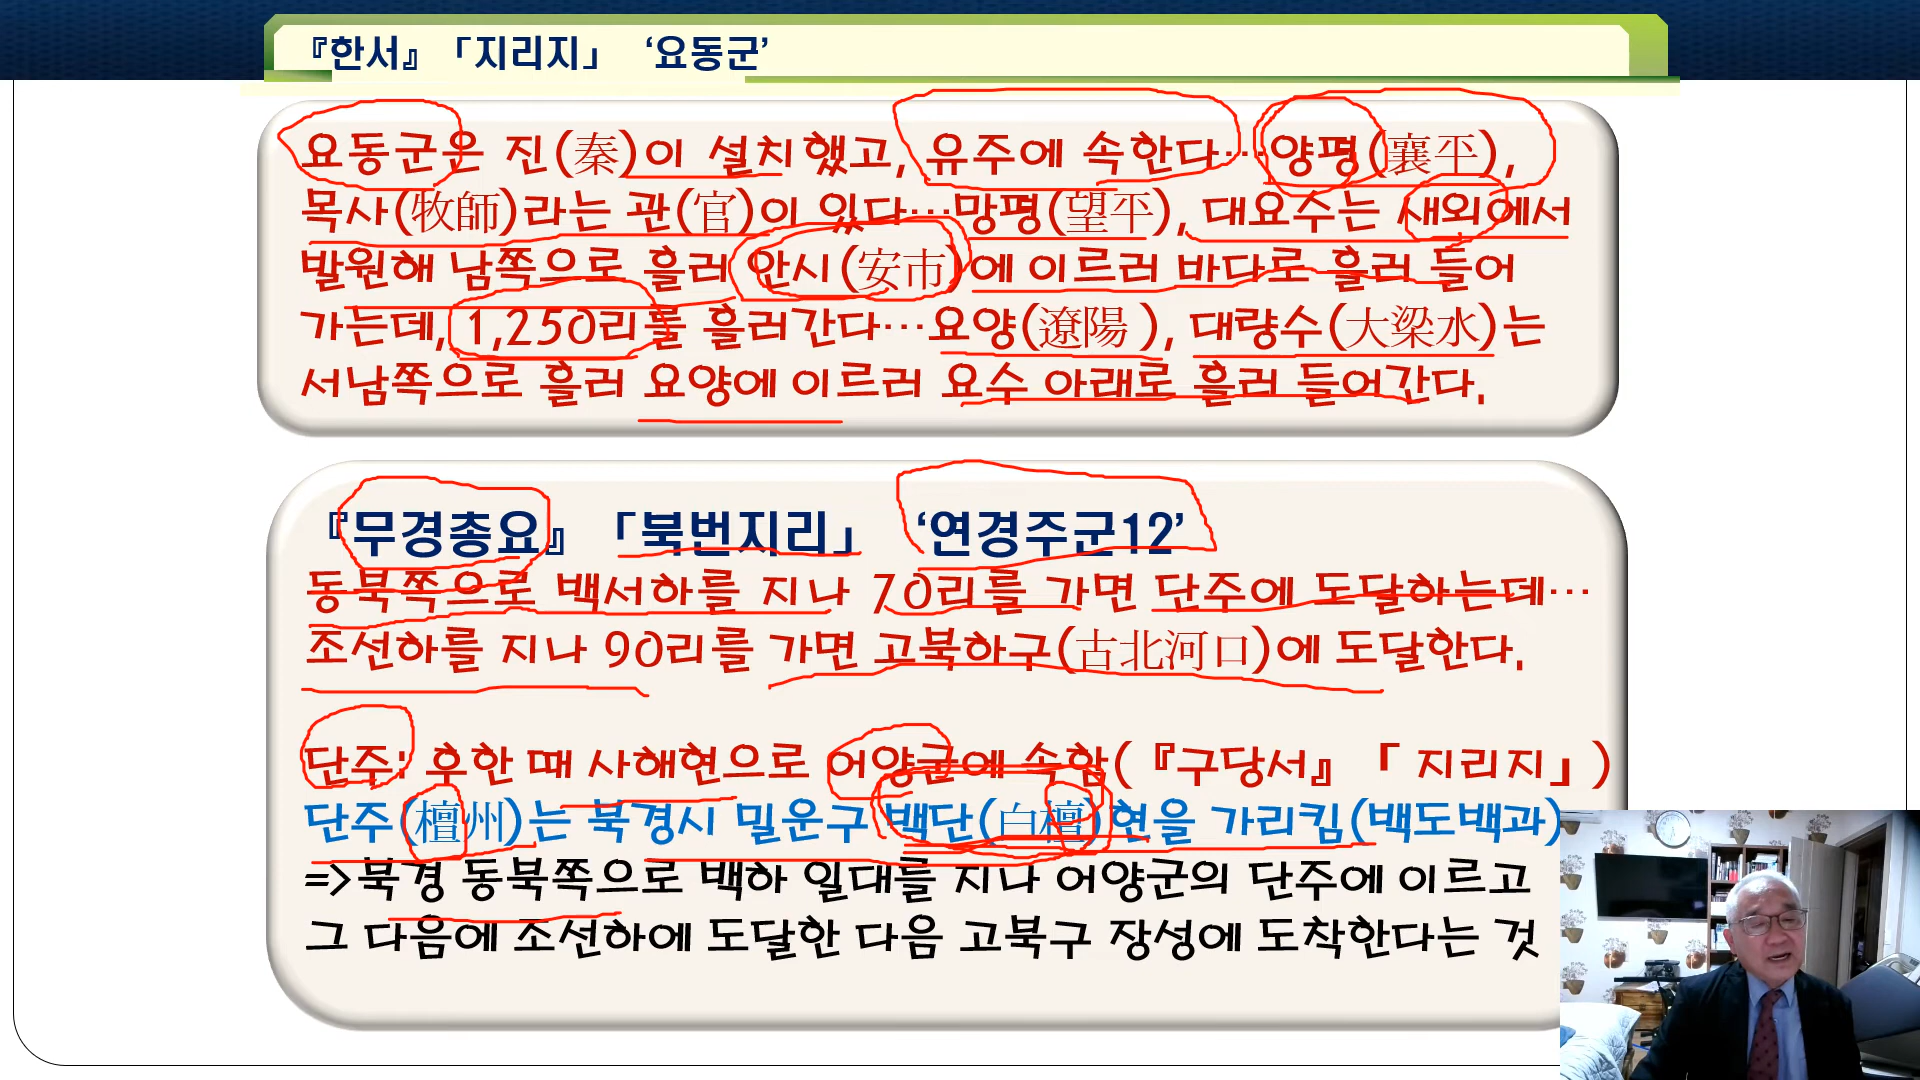 『한서』 「지리지」 ‘요동군’
요동군은 진(秦)이 설치했고, 유주에 속한다…양평(襄平),
목사(牧師)라는 관(官)이 있다…망평(望平), 대요수는 새외에서
발원해 남쪽으로 흘러 안시(安市)에 이르러 바다로 흘러 들어
가는데, 1,250리를 흘러간다…요양(遼陽 ), 대량수(大梁水)는
서남쪽으로 흘러 요양에 이르러 요수 아래로 흘러 들어간다.
『무경총요』 「북번지리」 ‘연경주군12’
동북쪽으로 백서하를 지나 70리를 가면 단주에 도달하는데…
조선하를 지나 90리를 가면 고북하구(古北河口)에 도달한다.
단주: 후한 때 사해현으로 어양군에 속함(『구당서』 「 지리지」)
단주(檀州)는 북경시 밀운구 백단(白檀)현을 가리킴(백도백과)
=>북경 동북쪽으로 백하 일대를 지나 어양군의 단주에 이르고
그 다음에 조선하에 도달한 다음 고북구 장성에 도착한다는 것